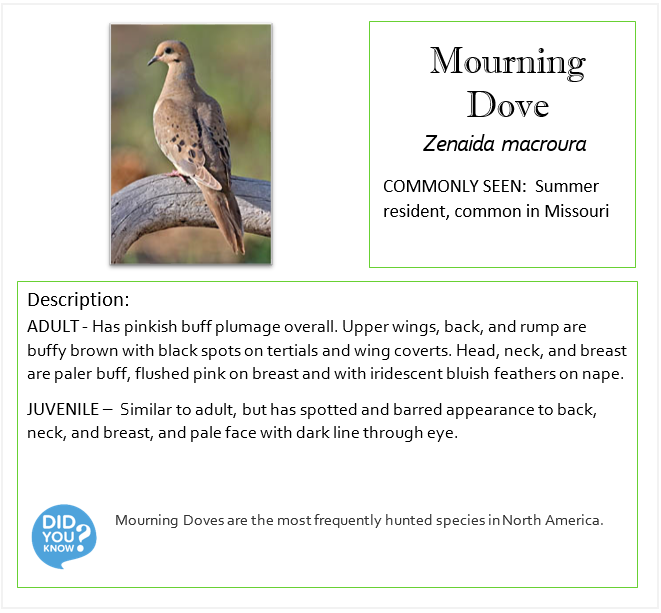 Mourning
Dove
Zenaida macroura
COMMONLY SEEN: Summer
resident, common in Missouri
Description:
ADULT - Has pinkish buff plumage overall. Upper wings, back, and rump are
buffy brown with black spots on tertials and wing coverts. Head, neck, and breast
are paler buff, flushed pink on breast and with iridescent bluish feathers on nape.
JUVENILE – Similar to adult, but has spotted and barred appearance to back,
neck, and breast, and pale face with dark line through eye.
DID
YOU
KNOW ?
Mourning Doves are the most frequently hunted species in North America.